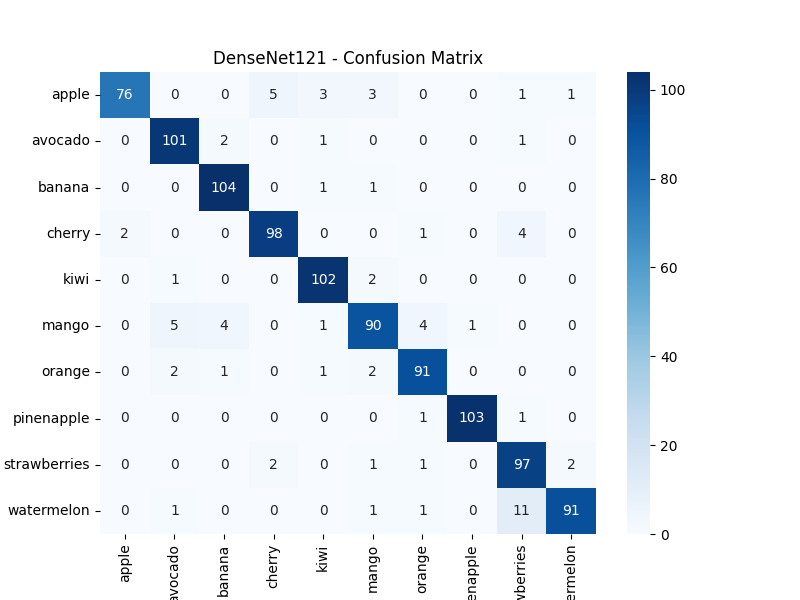 DenseNet121 - Confusion Matrix
apple 76 0 0 5 3 3 0 0 1 1
avocado 0 101 2 0 1 0 0 0 1 0
banana 0 0 104 0 1 1 0 0 0 0
cherry 2 0 0 98 0 0 1 0 4 0
kiwi 0 1 0 0 102 2 0 0 0 0
mango 0 5 4 0 1 90 4 1 0 0
orange 0 2 1 0 1 2 91 0 0 0
pinenapple 0 0 0 0 0 0 1 103 1 0
strawberries 0 0 0 2 0 1 1 0 97 2
watermelon 0 1 0 0 0 1 1 0 11 91
apple
avocado
banana
cherry
kiwi
mango
orange
enapple
wberries
ermelon
100
80
60
40
20
0